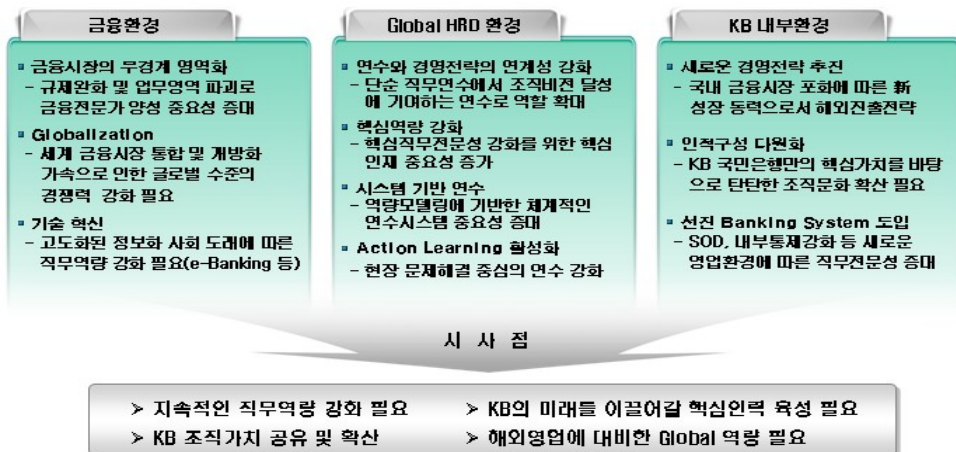 금융환경
▪ 금융시장의 무경계 영역화
– 규제완화 및 업무영역 파괴로
금융전문가 양성 중요성 증대
▪ Globalization
– 세계 금융시장 통합 및 개방화
가속으로 인한 글로벌 수준의
경쟁력 강화 필요
▪ 기술 혁신
– 고도화된 정보화 사회 도래에 따른
직무역량 강화 필요(e-Banking 등)
Global HRD 환경
▪ 연수와 경영전략의 연계성 강화
– 단순 직무연수에서 조직비전 달성
에 기여하는 연수로 역할 확대
▪ 핵심역량 강화
– 핵심직무전문성 강화를 위한 핵심
인재 중요성 증가
▪ 시스템 기반 연수
– 역량모델링에 기반한 체계적인
연수시스템 중요성 증대
▪ Action Learning 활성화
– 현장 문제해결 중심의 연수 강화
KB 내부환경
▪ 새로운 경영전략 추진
– 국내 금융시장 포화에 따른 新
성장 동력으로서 해외진출전략
▪ 인적구성 다원화
– KB 국민은행만의 핵심가치를 바탕
으로 탄탄한 조직문화 확산 필요
▪ 선진 Banking System 도입
– SOD, 내부통제강화 등 새로운
영업환경에 따른 직무전문성 증대
시 사 점
➢ 지속적인 직무역량 강화 필요
➢ KB의 미래를 이끌어갈 핵심인력 육성 필요
➢ KB 조직가치 공유 및 확산
➢ 해외영업에 대비한 Global 역량 필요